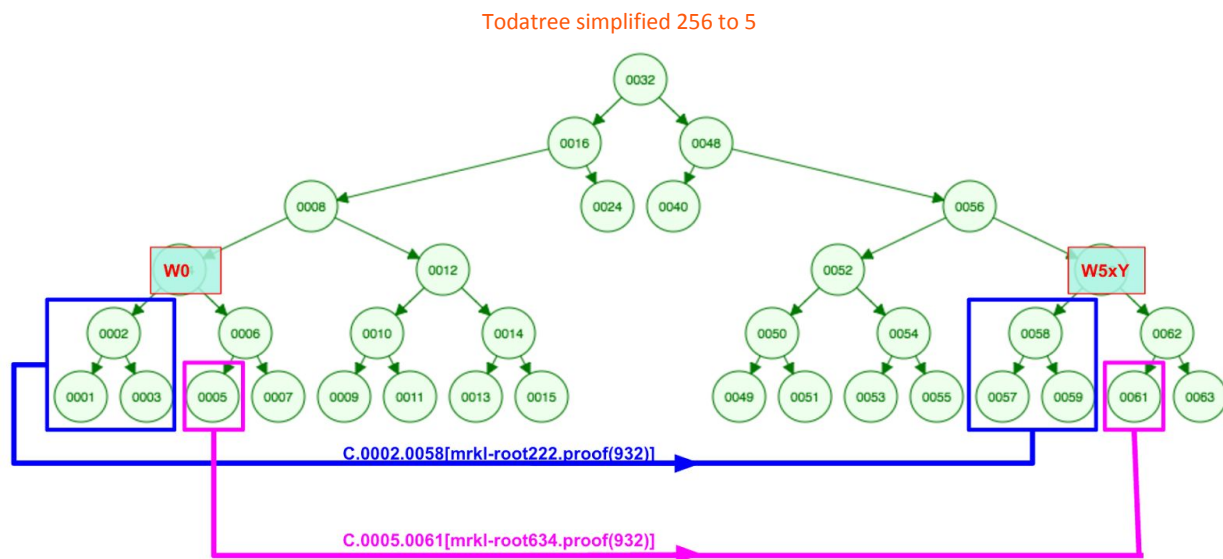 Todatree simplified 256 to 5
0032
0016 0048
0008 0024 0040 0056
W0 0012 0052 W5xY
0002 0006 0010 0014 0050 0054 0058 0062
0001 0003 0005 0007 0009 0011 0013 0015 0049 0051 0053 0055 0057 0059 0061 0063
C.0002.0058[mrkl-root222.proof(932)]
C.0005.0061[mrkl-root634.proof(932)]